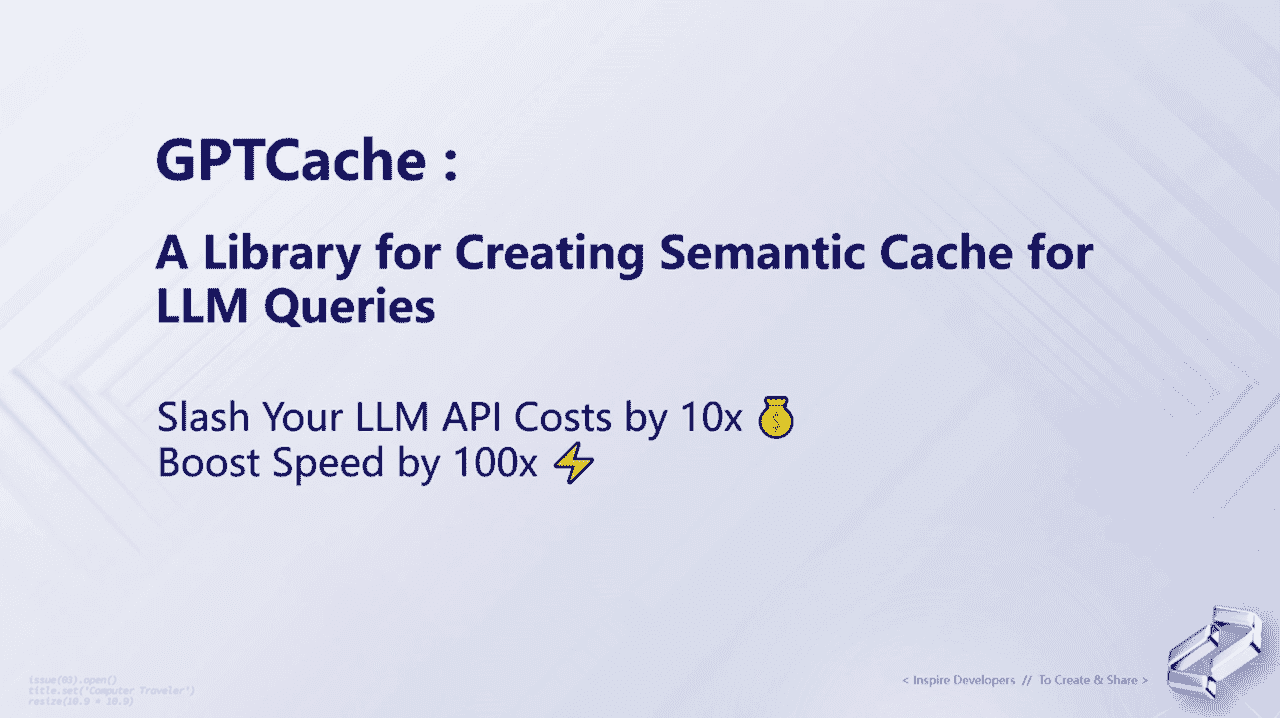 GPTCache :
A Library for Creating Semantic Cache for
LLM Queries
Slash Your LLM API Costs by 10x 💰
Boost Speed by 100x ⚡
issue(03).open()
title.set('Computer Traveler')
resize(10.9 * 10.9)
< Inspire Developers // To Create & Share >